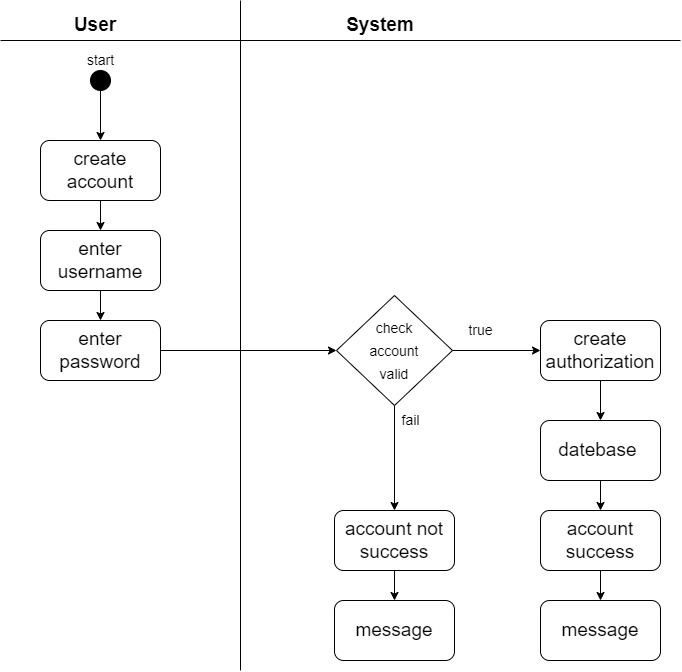 User
System
start
create
account
enter
username
enter
password
check
account
valid
true
create
authorization
fail
datebase
account not
success
account
success
message
message